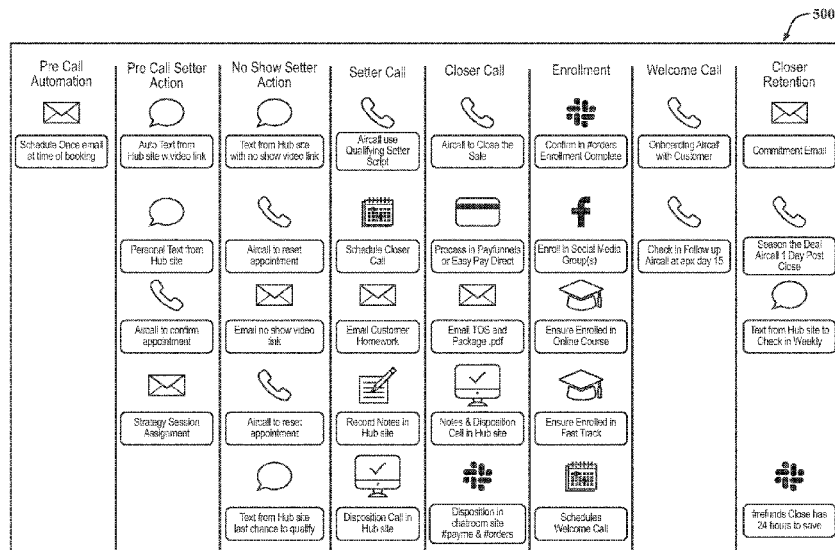 500
Pre Call
Automation
Schedule Once email
at time of booking
Pre Call Setter
Action
Auto Text from
Hub site w video link
Personal Text from
Hub site
Aircall to confirm
appointment
Strategy Session
Assignment
No Show Setter
Action
Text from Hub site
with no show video link
Aircall to reset
appointment
Email no show video
link
Aircall to reset
appointment
Text from Hub site
last chance to qualify
Setter Call
Aircall use
Qualifying Setter
Script
Schedule Closer
Call
Email Customer
Homework
Record Notes in
Hub site
Disposition Call in
Hub site
Closer Call
Aircall to Close the
Sale
Process in Payfunnels
or Easy Pay Direct
Email TOS and
Package .pdf
Notes & Disposition
Call in Hub site
Disposition in
chatroom site
#payme & #orders
Enrollment
Confirm in #orders
Enrollment Complete
Enroll in Social Media
Group(s)
Ensure Enrolled in
Online Course
Ensure Enrolled in
Fast Track
Schedules
Welcome Call
Welcome Call
Onboarding Aircall
with Customer
Check in Follow up
Aircall at apx day 15
Closer
Retention
Commitment Email
Season the Deal
Aircall 1 Day Post
Close
Text from Hub site to
Check in Weekly
#refunds Close has
24 hours to save